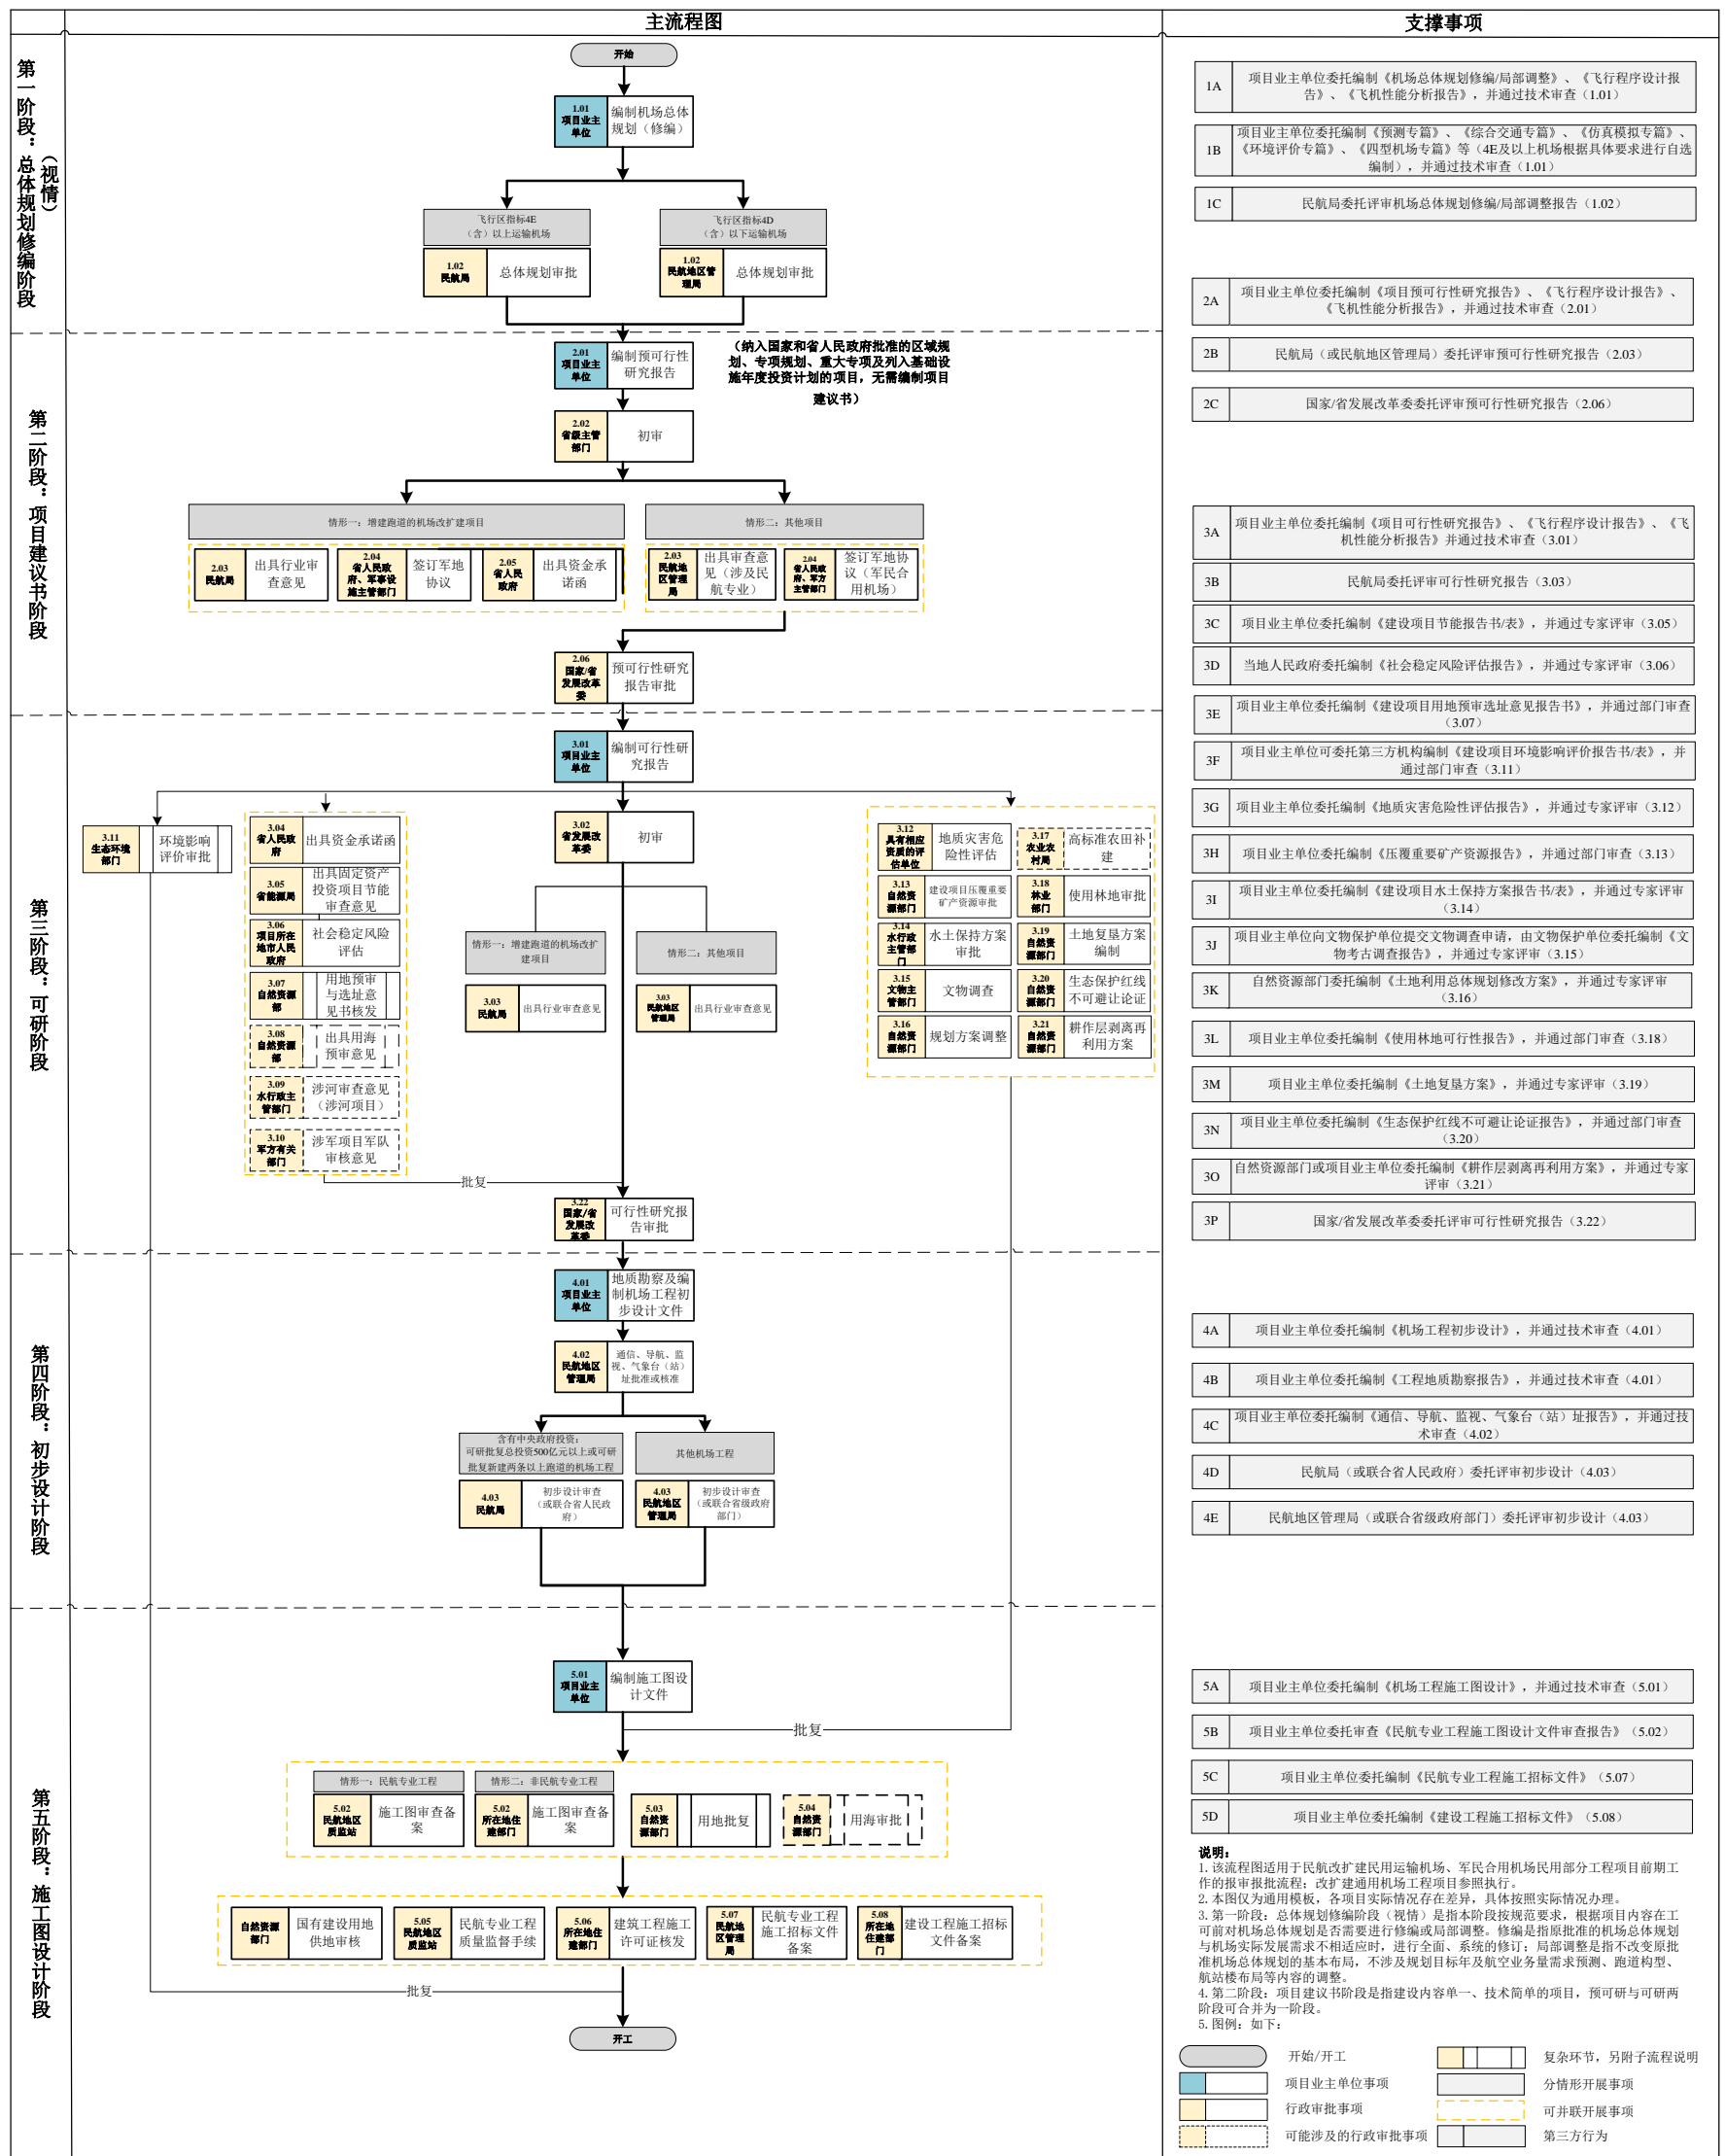 主流程图
支撑事项
第一阶段：总体规划修编阶段
（视情）
开始
1.01
项目业主
单位
编制机场总体
规划（修编）
飞行区指标4E
（含）以上运输机场
飞行区指标4D
（含）以下运输机场
1.02
民航局
总体规划审批
1.02
民航地区管
理局
总体规划审批
第二阶段：项目建议书阶段
2.01
项目业主
单位
编制预可行性
研究报告
（纳入国家和省人民政府批准的区域规
划、专项规划、重大专项及列入基础设
施年度投资计划的项目，无需编制项目
建议书）
2.02
省级主管
部门
初审
情形一：增建跑道的机场改扩建项目
情形二：其他项目
2.03
民航局
出具行业审
查意见
2.04
省人民政
府、军事设
施主管部门
签订军地
协议
2.05
省人民
政府
出具资金承
诺函
2.03
民航地
区管理
局
出具审查意
见（涉及民
航专业）
2.04
省人民政
府、军方
主管部门
签订军地协
议（军民合
用机场）
2.06
国家/省
发展改革
委
预可行性研究
报告审批
第三阶段：可研阶段
3.01
项目业主
单位
编制可行性研
究报告
3.11
生态环境
部门
环境影响
评价审批
3.04
省人民政
府
出具资金承诺函
3.05
省能源局
出具固定资产
投资项目节能
审查意见
3.06
项目所在
地市人民
政府
社会稳定风险
评估
3.07
自然资源
部
用地预审
与选址意
见书核发
3.08
自然资源
部
出具用海
预审意见
3.09
水行政主
管部门
涉河审查意见
（涉河项目）
3.10
军方有关
部门
涉军项目军队
审核意见
3.02
省发展改
革委
初审
情形一：增建跑道的机场改扩
建项目
情形二：其他项目
3.03
民航局
出具行业审查意见
3.03
民航地区
管理局
出具行业审查意见
3.12
具有相应
资质的评
估单位
地质灾害危
险性评估
3.17
农业农
村局
高标准农田补
建
3.13
自然资
源部门
建设项目压覆重要
矿产资源审批
3.18
林业
部门
使用林地审批
3.14
水行政
主管部
门
水土保持方案
审批
3.19
自然资
源部门
土地复垦方案
编制
3.15
文物主
管部门
文物调查
3.20
自然资
源部门
生态保护红线
不可避让论证
3.16
自然资
源部门
规划方案调整
3.21
自然资
源部门
耕作层剥离再
利用方案
批复
3.22
国家/省
发展改
革委
可行性研究报
告审批
第四阶段：初步设计阶段
4.01
项目业主
单位
地质勘察及编
制机场工程初
步设计文件
4.02
民航地区
管理局
通信、导航、监
视、气象台（站）
址批准或核准
含有中央政府投资：
可研批复总投资500亿元以上或可研
批复新建两条以上跑道的机场工程
其他机场工程
4.03
民航局
初步设计审查
（或联合省人民政
府）
4.03
民航地区
管理局
初步设计审查
（或联合省级政府
部门）
第五阶段：施工图设计阶段
5.01
项目业主
单位
编制施工图设
计文件
批复
情形一：民航专业工程
情形二：非民航专业工程
5.02
民航地区
质监站
施工图审查备
案
5.02
所在地住
建部门
施工图审查备
案
5.03
自然资
源部门
用地批复
5.04
自然资
源部门
用海审批
自然资源
部门
国有建设用地
供地审核
5.05
民航地区
质监站
民航专业工程
质量监督手续
5.06
所在地住
建部门
建筑工程施工
许可证核发
5.07
民航地
区管理
局
民航专业工程
施工招标文件
备案
5.08
所在地
住建部
门
建设工程施工招标
文件备案
批复
开工
1A
项目业主单位委托编制《机场总体规划修编/局部调整》、《飞行程序设计报
告》、《飞机性能分析报告》，并通过技术审查（1.01）
1B
项目业主单位委托编制《预测专篇》、《综合交通专篇》、《仿真模拟专篇》、
《环境评价专篇》、《四型机场专篇》等（4E及以上机场根据具体要求进行自选
编制），并通过技术审查（1.01）
1C
民航局委托评审机场总体规划修编/局部调整报告（1.02）
2A
项目业主单位委托编制《项目预可行性研究报告》、《飞行程序设计报告》、
《飞机性能分析报告》，并通过技术审查（2.01）
2B
民航局（或民航地区管理局）委托评审预可行性研究报告（2.03）
2C
国家/省发展改革委委托评审预可行性研究报告（2.06）
3A
项目业主单位委托编制《项目可行性研究报告》、《飞行程序设计报告》、《飞
机性能分析报告》并通过技术审查（3.01）
3B
民航局委托评审可行性研究报告（3.03）
3C
项目业主单位委托编制《建设项目节能报告书/表》，并通过专家评审（3.05）
3D
当地人民政府委托编制《社会稳定风险评估报告》，并通过专家评审（3.06）
3E
项目业主单位委托编制《建设项目用地预审选址意见报告书》，并通过部门审查
（3.07）
3F
项目业主单位可委托第三方机构编制《建设项目环境影响评价报告书/表》，并
通过部门审查（3.11）
3G
项目业主单位委托编制《地质灾害危险性评估报告》，并通过专家评审（3.12）
3H
项目业主单位委托编制《压覆重要矿产资源报告》，并通过部门审查（3.13）
3I
项目业主单位委托编制《建设项目水土保持方案报告书/表》，并通过专家评审
（3.14）
3J
项目业主单位向文物保护单位提交文物调查申请，由文物保护单位委托编制《文
物考古调查报告》，并通过专家评审（3.15）
3K
自然资源部门委托编制《土地利用总体规划修改方案》，并通过专家评审
（3.16）
3L
项目业主单位委托编制《使用林地可行性报告》，并通过部门审查（3.18）
3M
项目业主单位委托编制《土地复垦方案》，并通过专家评审（3.19）
3N
项目业主单位委托编制《生态保护红线不可避让论证报告》，并通过部门审查
（3.20）
3O
自然资源部门或项目业主单位委托编制《耕作层剥离再利用方案》，并通过专家
评审（3.21）
3P
国家/省发展改革委委托评审可行性研究报告（3.22）
4A
项目业主单位委托编制《机场工程初步设计》，并通过技术审查（4.01）
4B
项目业主单位委托编制《工程地质勘察报告》，并通过技术审查（4.01）
4C
项目业主单位委托编制《通信、导航、监视、气象台（站）址报告》，并通过技
术审查（4.02）
4D
民航局（或联合省人民政府）委托评审初步设计（4.03）
4E
民航地区管理局（或联合省级政府部门）委托评审初步设计（4.03）
5A
项目业主单位委托编制《机场工程施工图设计》，并通过技术审查（5.01）
5B
项目业主单位委托审查《民航专业工程施工图设计文件审查报告》（5.02）
5C
项目业主单位委托编制《民航专业工程施工招标文件》（5.07）
5D
项目业主单位委托编制《建设工程施工招标文件》（5.08）
说明：
1.该流程图适用于民航改扩建民用运输机场、军民合用机场民用部分工程项目前期工
作的报审报批流程；改扩建通用机场工程项目参照执行。
2.本图仅为通用模板，各项目实际情况存在差异，具体按照实际情况办理。
3.第一阶段：总体规划修编阶段（视情）是指本阶段按规范要求，根据项目内容在工
可前对机场总体规划是否需要进行修编或局部调整。修编是指原批准的机场总体规划
与机场实际发展需求不相适应时，进行全面、系统的修订；局部调整是指不改变原批
准机场总体规划的基本布局，不涉及规划目标年及航空业务量需求预测、跑道构型、
航站楼布局等内容的调整。
4.第二阶段：项目建议书阶段是指建设内容单一、技术简单的项目，预可研与可研两
阶段可合并为一阶段。
5.图例：如下：
开始/开工
复杂环节，另附子流程说明
项目业主单位事项
分情形开展事项
行政审批事项
可并联开展事项
可能涉及的行政审批事项
第三方行为